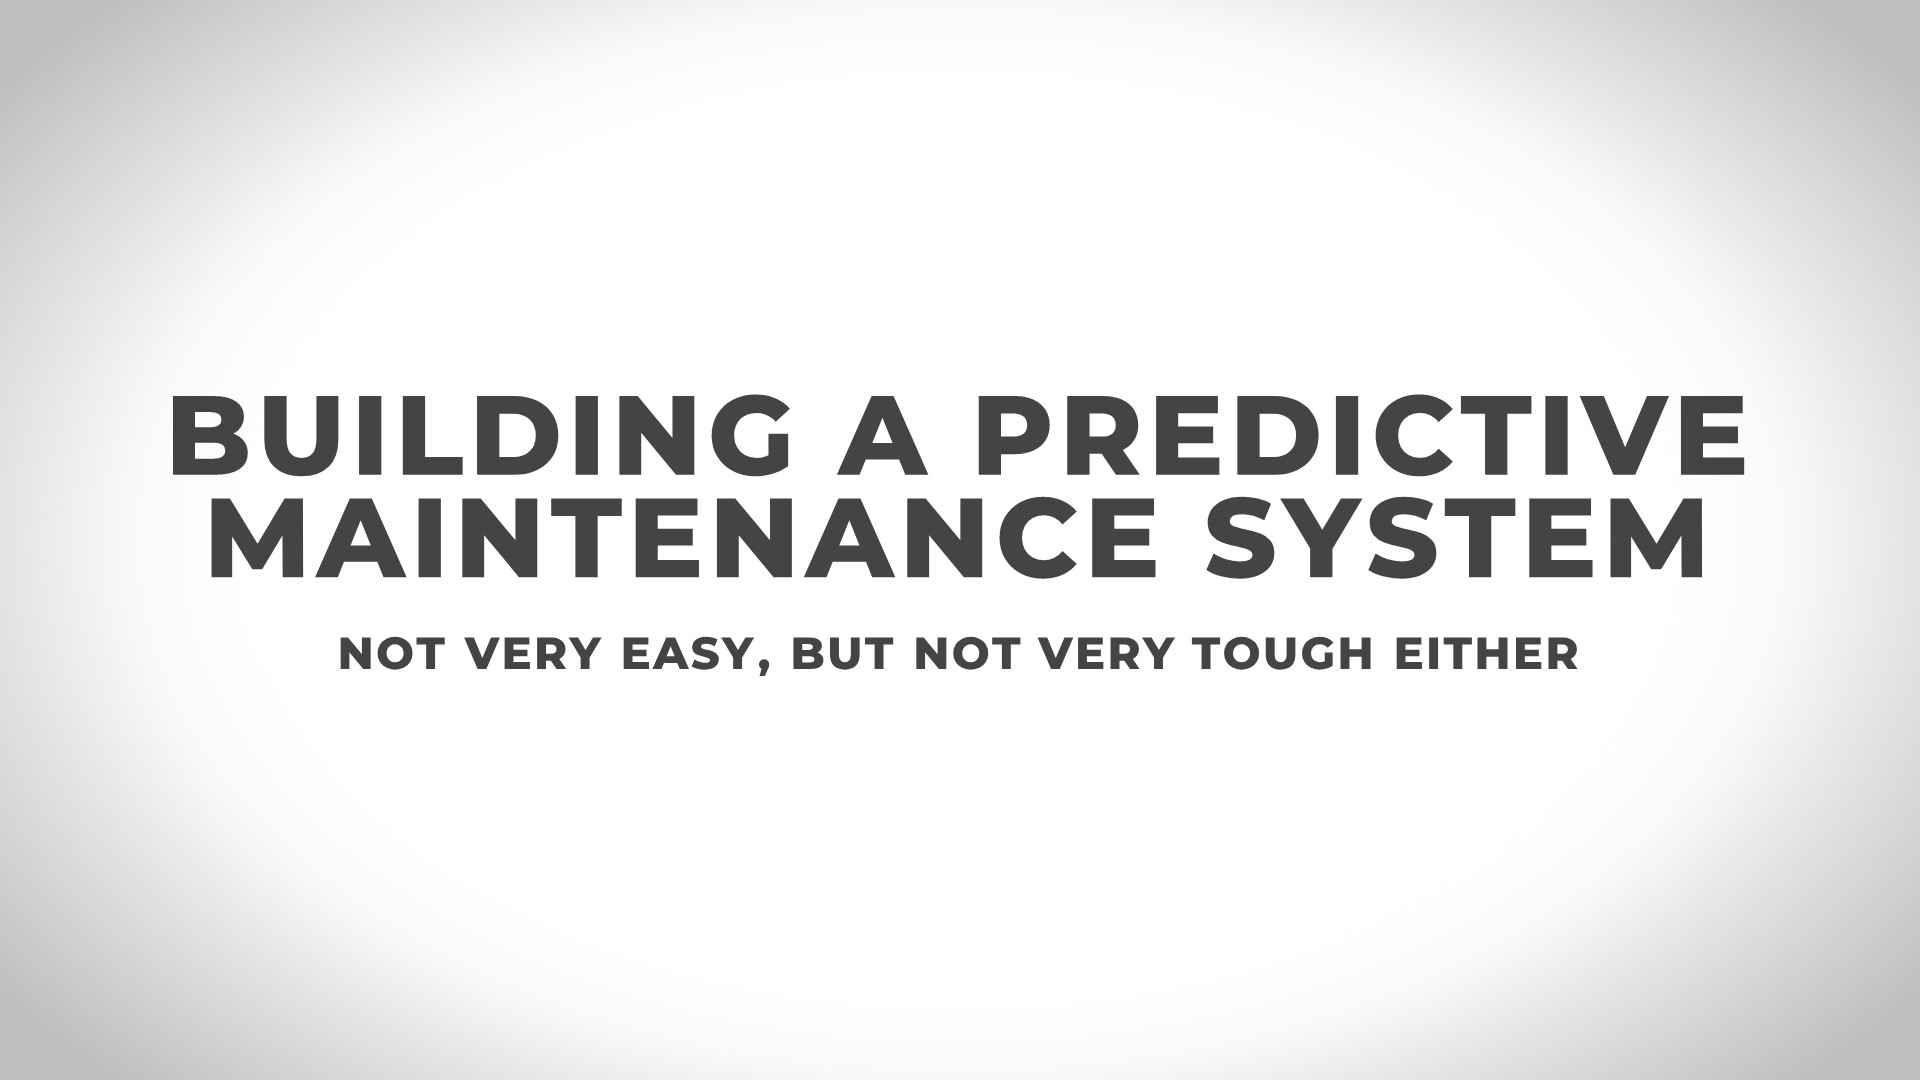 BUILDING A PREDICTIVE
MAINTENANCE SYSTEM
NOT VERY EASY, BUT NOT VERY TOUGH EITHER